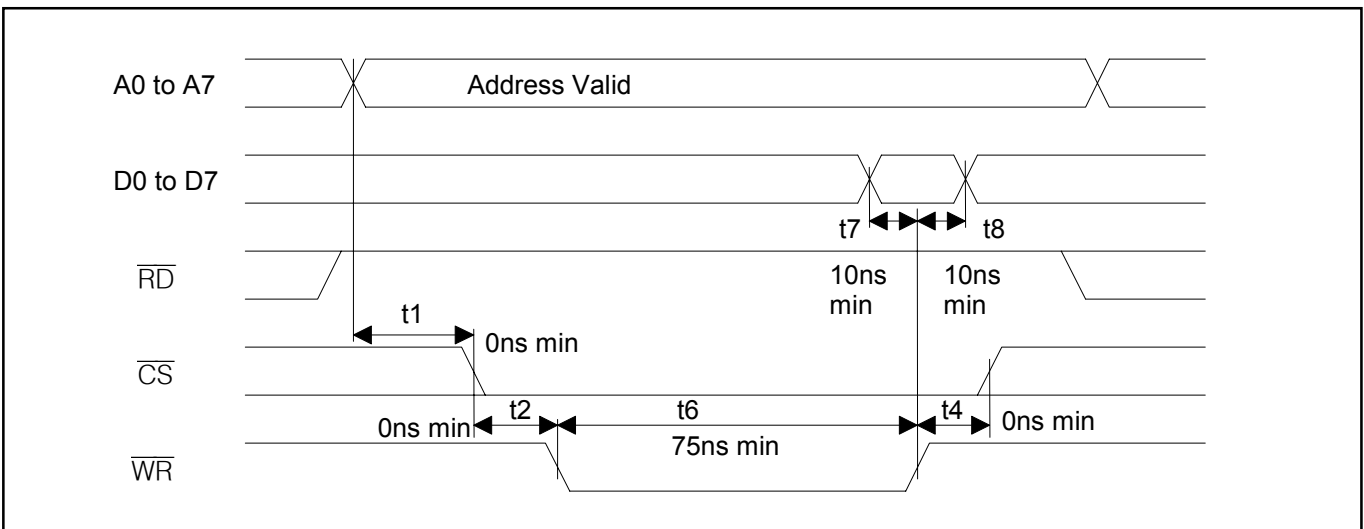 A0 to A7
Address Valid
D0 to D7
t7
t8
RD
10ns
min
10ns
min
t1
0ns min
CS
t2
t6
t4
0ns min
0ns min
75ns min
WR